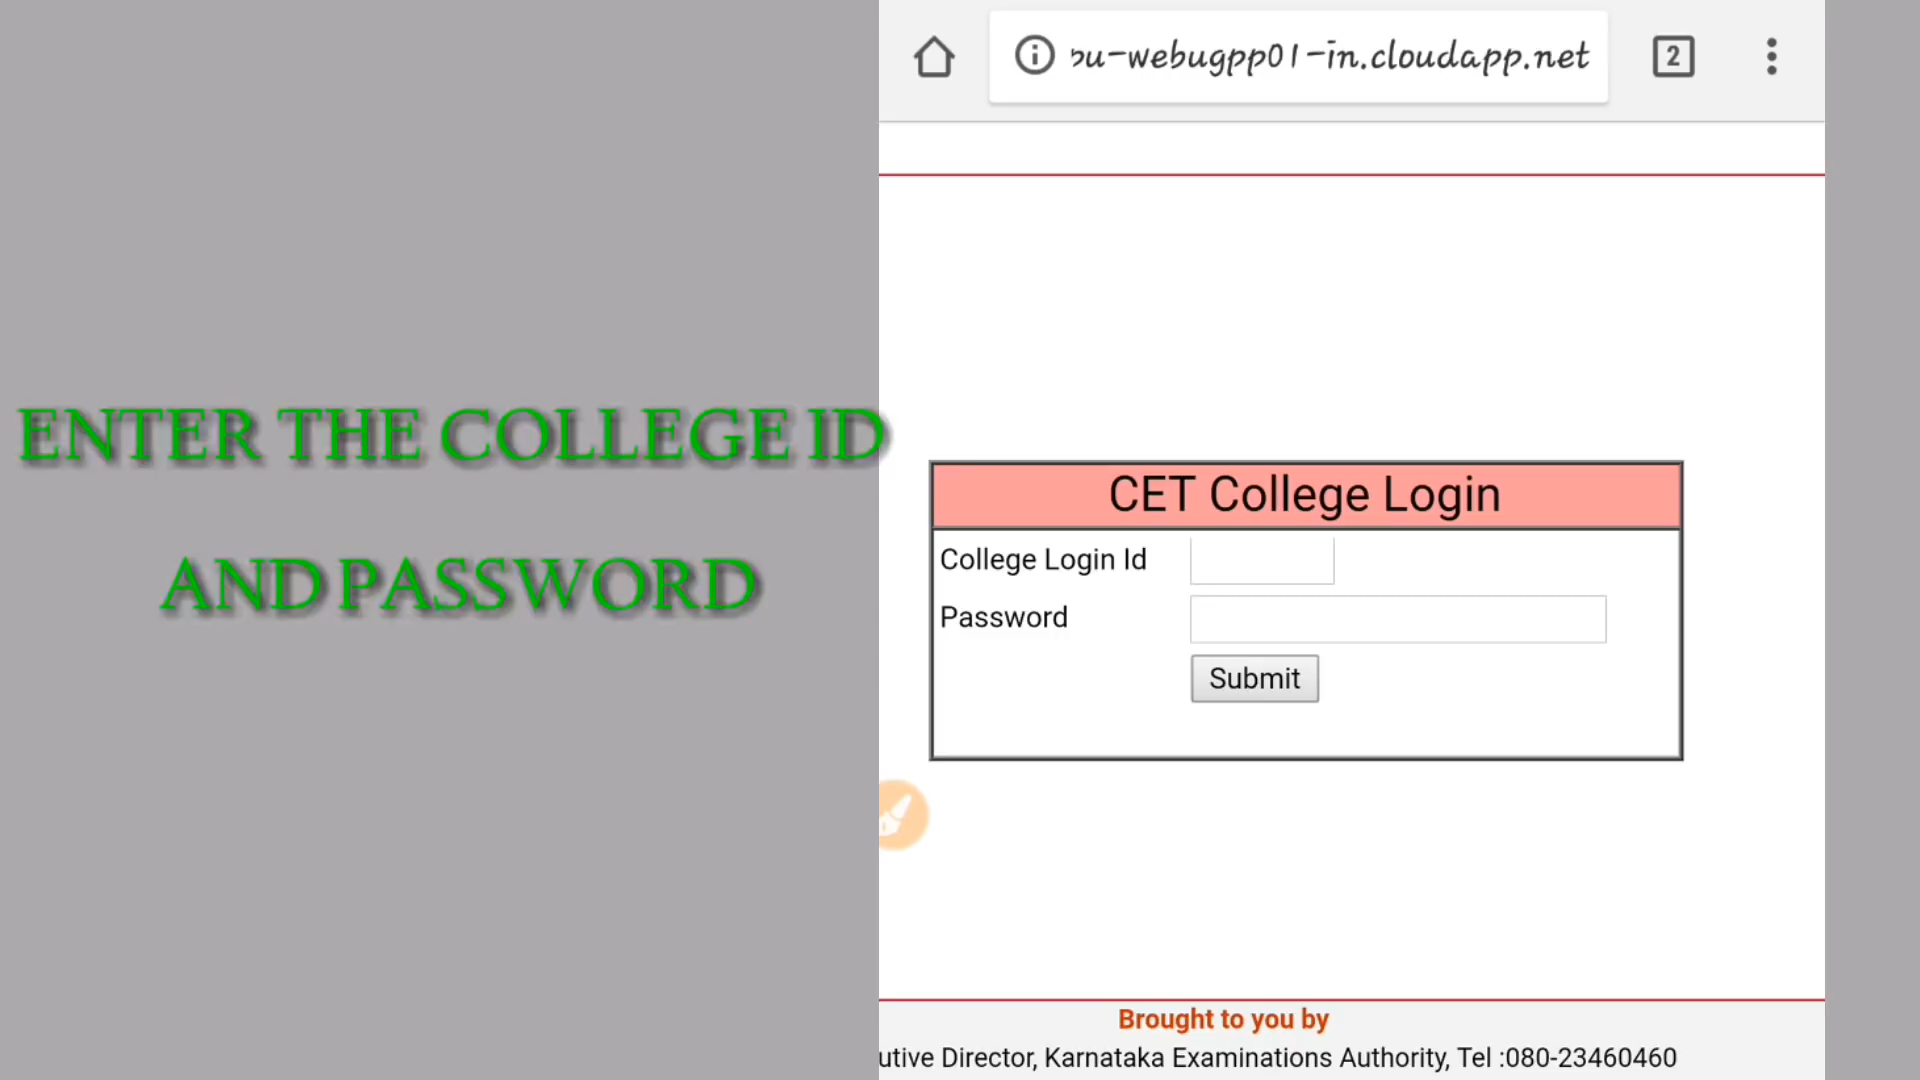 ENTER THE COLLEGE ID
AND PASSWORD
ou-webugpp01-in.cloudapp.net
2
CET College Login
College Login Id
Password
Submit
Brought to you by
utive Director, Karnataka Examinations Authority, Tel :080-23460460